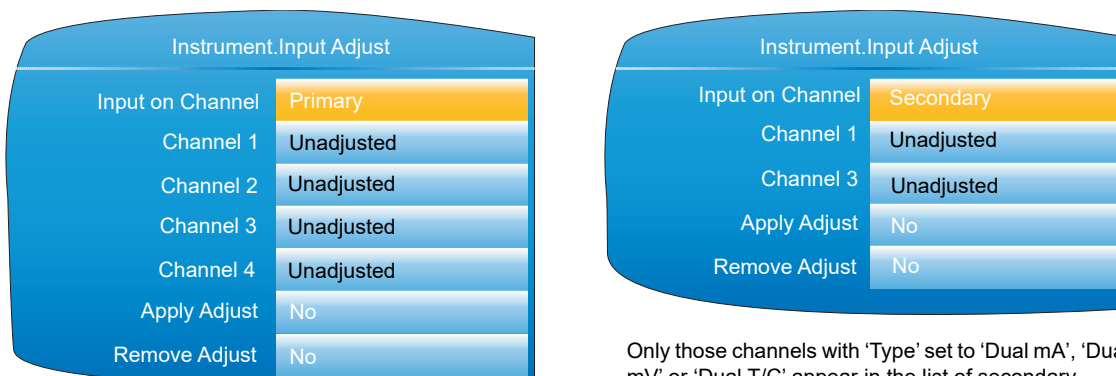 Instrument.Input Adjust
Input on Channel Primary
Channel 1 Unadjusted
Channel 2 Unadjusted
Channel 3 Unadjusted
Channel 4 Unadjusted
Apply Adjust No
Remove Adjust No
Instrument.Input Adjust
Input on Channel Secondary
Channel 1 Unadjusted
Channel 3 Unadjusted
Apply Adjust No
Remove Adjust No
Only those channels with ‘Type’ set to ‘Dual mA’,
mV’ or ‘Dual T/C’ appear in the list of secondary